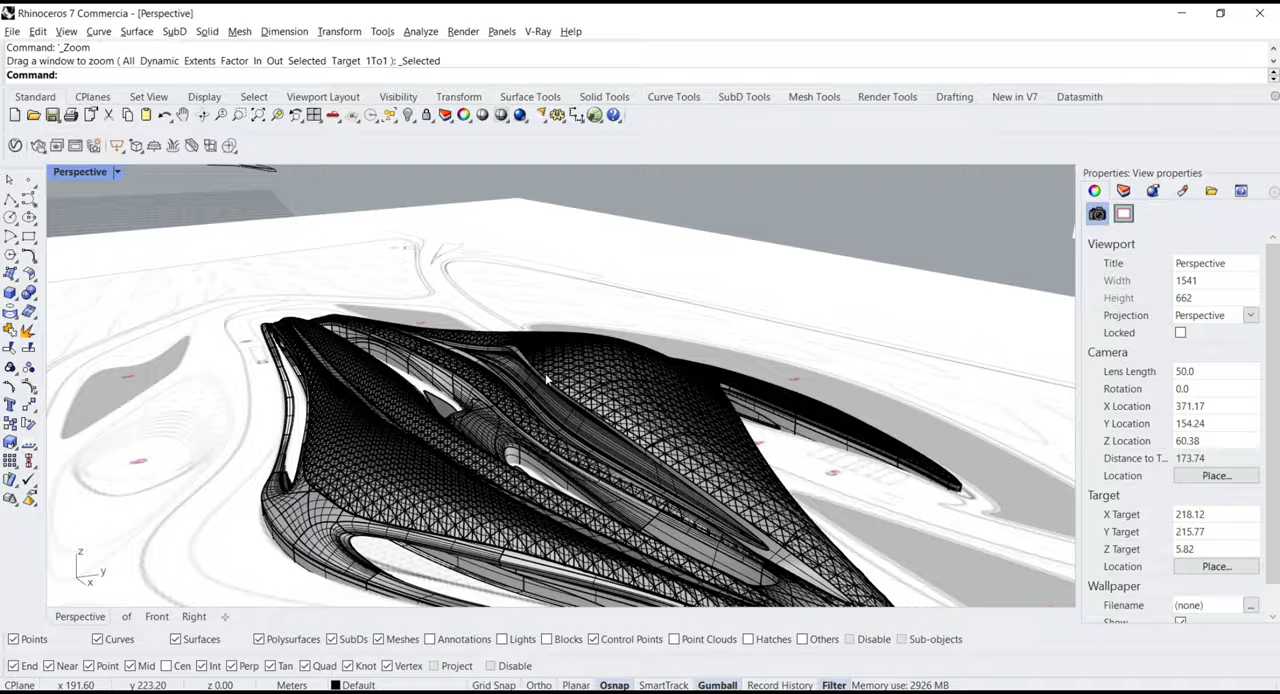 Rhinoceros 7 Commercia - [Perspective]
File Edit View Curve Surface SubD Solid Mesh Dimension Transform Tools Analyze Render Panels V-Ray Help
Command: '_Zoom
Drag a window to zoom ( All Dynamic Extents Factor In Out Selected Target 1To1 ): _Selected
Command:
Standard CPlanes Set View Display Select Viewport Layout Visibility Transform Surface Tools Solid Tools Curve Tools SubD Tools Mesh Tools Render Tools Drafting New in V7 Datasmith
Perspective
Properties: View properties
Viewport
Title Perspective
Width 1541
Height 662
Projection Perspective
Locked
Camera
Lens Length 50.0
Rotation 0.0
X Location 371.17
Y Location 154.24
Z Location 60.38
Distance to T... 173.74
Location Place...
Target
X Target 218.12
Y Target 215.77
Z Target 5.82
Location Place...
Wallpaper
Filename (none) ...
Show
z
y
x
Perspective of Front Right
Points Curves Surfaces Polysurfaces SubDs Meshes Annotations Lights Blocks Control Points Point Clouds Hatches Others Disable Sub-objects
End Near Point Mid Cen Int Perp Tan Quad Knot Vertex Project Disable
CPlane x 191.60 y 223.20 z 0.00 Meters Default Grid Snap Ortho Planar Osnap SmartTrack Gumball Record History Filter Memory use: 2926 MB